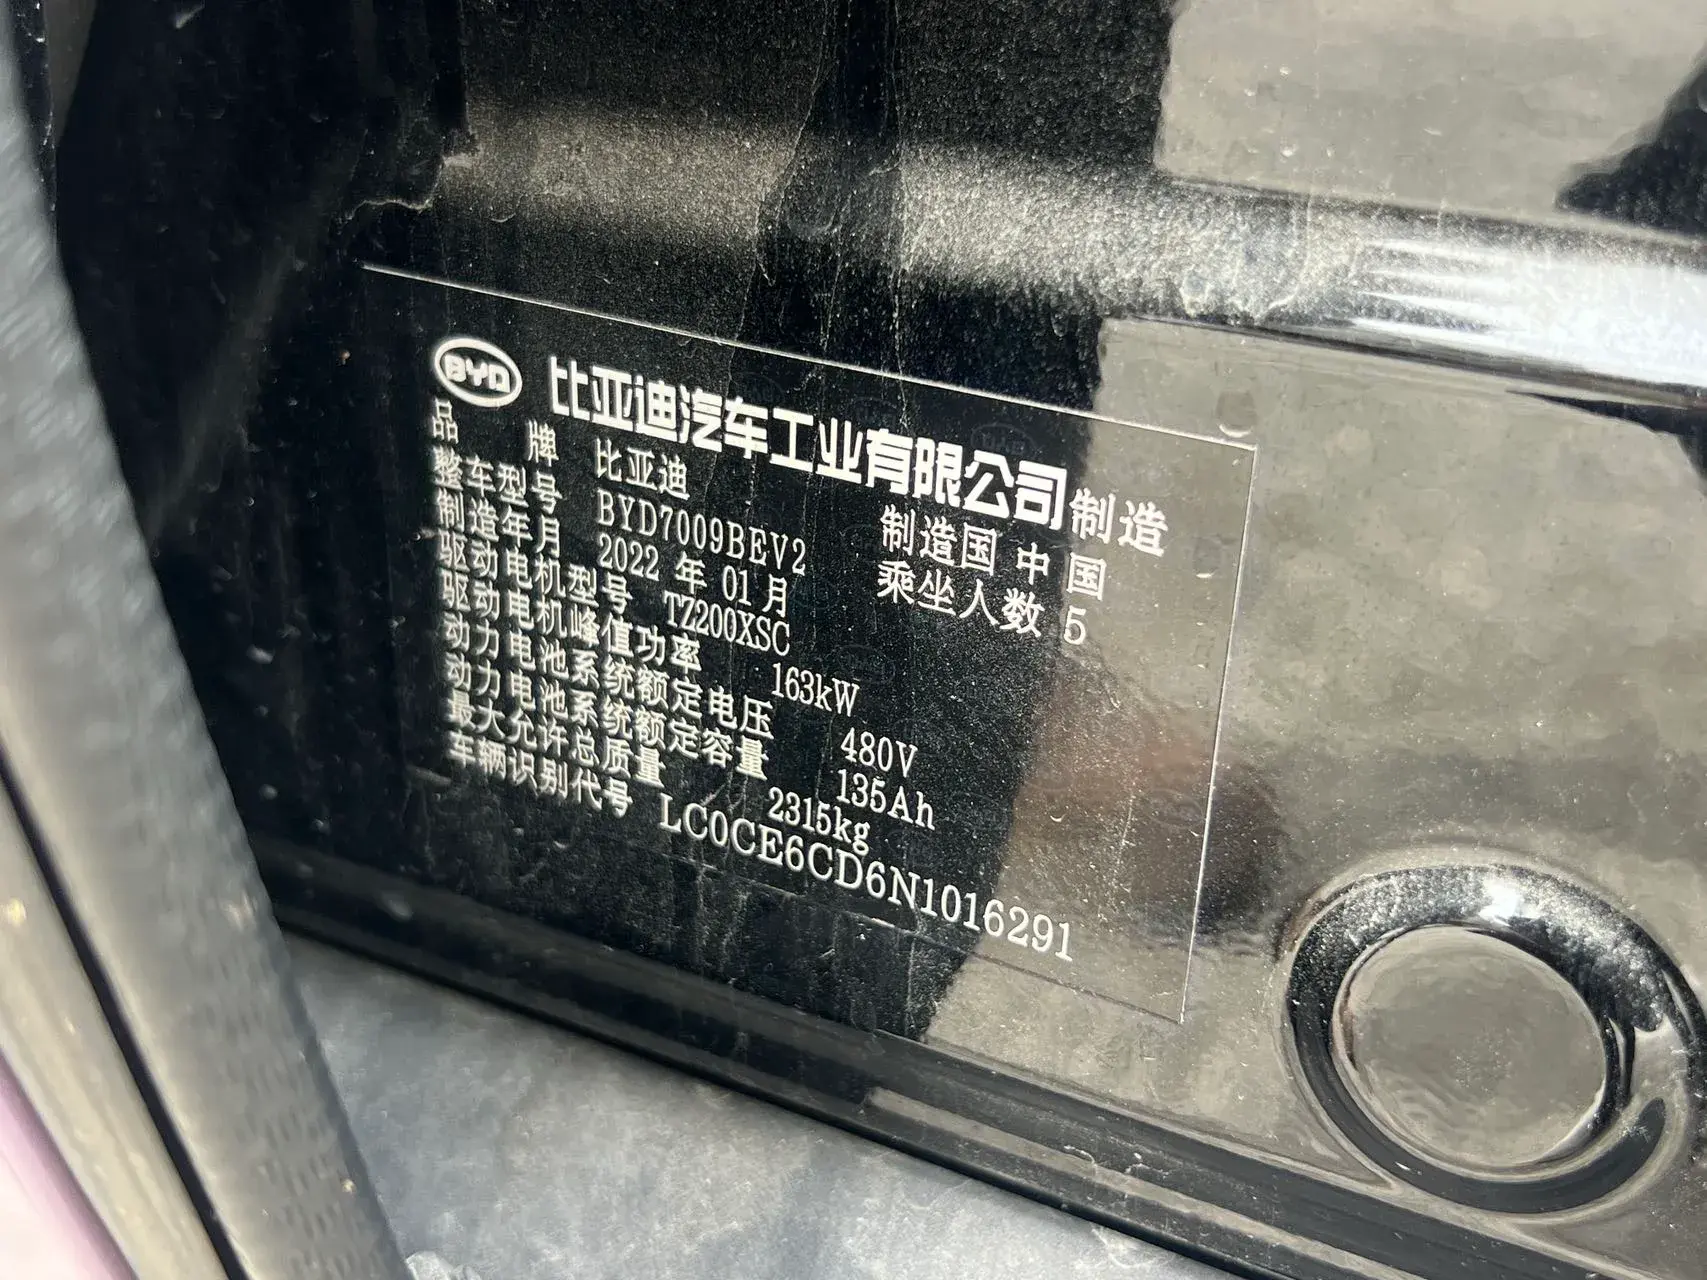 BYD 比亚迪汽车工业有限公司制造
品牌 比亚迪 制造国 中国
整车型号 BYD7009BEV2 乘坐人数 5
制造年月 2022 年 01 月
驱动电机型号 TZ200XSC
驱动电机峰值功率 163kW
动力电池系统额定电压 480V
动力电池系统额定容量 135Ah
最大允许总质量 2315kg
车辆识别代号 LC0CE6CD6N1016291